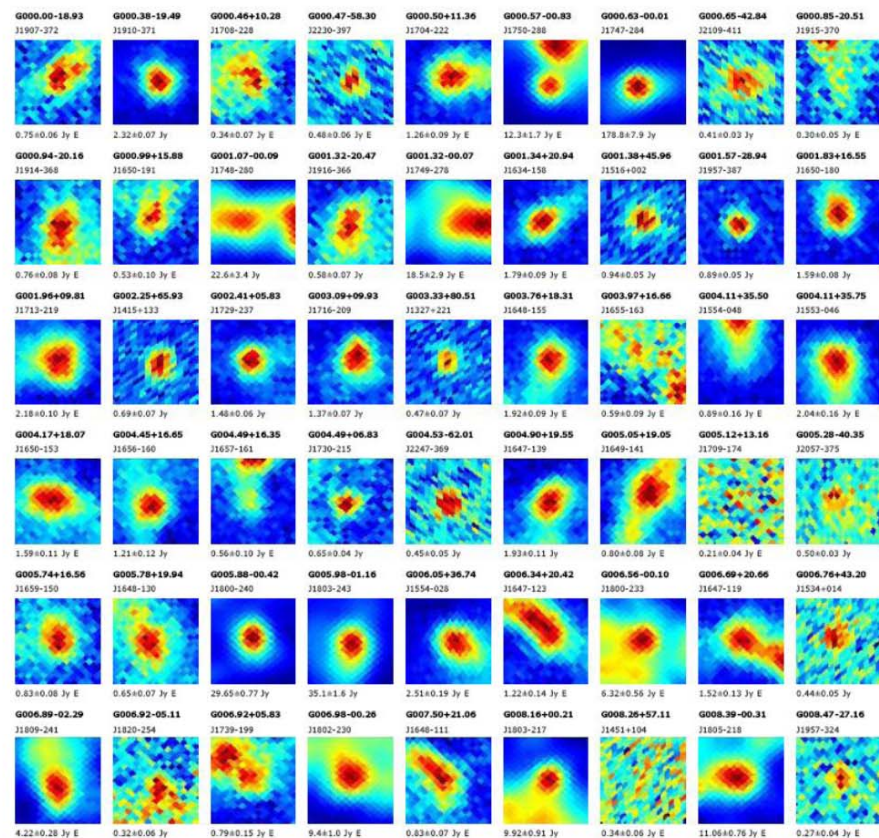 G000.00-18.93 G000.38-19.49 G000.46+10.28 G000.47-58.30 G000.50+11.36 G000.57-00.83 G000.63-00.01 G000.65-42.84 G000.85-20.51
J1907-372 J1910-371 J1708-228 J2230-397 J1704-222 J1750-288 J1747-284 J2109-411 J1915-370
0.75±0.06 Jy E 2.32±0.07 Jy 0.34±0.07 Jy E 0.48±0.06 Jy E 1.26±0.09 Jy E 12.3±1.7 Jy E 178.8±7.9 Jy 0.41±0.03 Jy 0.30±0.05 Jy E
G000.94-20.16 G000.99+15.88 G001.07-00.09 G001.32-20.47 G001.32-00.07 G001.34+20.94 G001.38+45.96 G001.57-28.94 G001.83+16.55
J1914-368 J1650-191 J1748-280 J1916-366 J1749-278 J1634-158 J1516+002 J1957-387 J1650-180
0.76±0.08 Jy E 0.53±0.10 Jy E 22.6±3.4 Jy 0.58±0.07 Jy 18.5±2.9 Jy E 1.79±0.09 Jy E 0.94±0.05 Jy 0.89±0.05 Jy 1.59±0.08 Jy
G001.96+09.81 G002.25+65.93 G002.41+05.83 G003.09+09.93 G003.33+80.51 G003.76+18.31 G003.97+16.66 G004.11+35.50 G004.11+35.75
J1713-219 J1415+133 J1729-237 J1716-209 J1327+221 J1648-155 J1655-163 J1554-048 J1553-046
2.18±0.10 Jy E 0.69±0.07 Jy 1.48±0.06 Jy 1.37±0.07 Jy 0.47±0.07 Jy 1.92±0.09 Jy E 0.59±0.09 Jy E 0.89±0.16 Jy E 2.04±0.16 Jy E
G004.17+18.07 G004.45+16.65 G004.49+16.35 G004.49+06.83 G004.53-62.01 G004.90+19.55 G005.05+19.05 G005.12+13.16 G005.28-40.35
J1650-153 J1656-160 J1657-161 J1730-215 J2247-369 J1647-139 J1649-141 J1709-174 J2057-375
1.59±0.11 Jy E 1.21±0.12 Jy 0.56±0.10 Jy E 0.65±0.04 Jy 0.45±0.05 Jy 1.93±0.11 Jy 0.80±0.08 Jy E 0.21±0.04 Jy E 0.50±0.03 Jy
G005.74+16.56 G005.78+19.94 G005.88-00.42 G005.98-01.16 G006.05+36.74 G006.34+20.42 G006.56-00.10 G006.69+20.66 G006.76+43.20
J1659-150 J1648-130 J1800-240 J1803-243 J1554-028 J1647-123 J1800-233 J1647-119 J1534+014
0.83±0.08 Jy E 0.65±0.07 Jy E 29.65±0.77 Jy 35.1±1.6 Jy 2.51±0.19 Jy E 1.22±0.14 Jy E 6.32±0.56 Jy E 1.52±0.13 Jy E 0.44±0.05 Jy
G006.89-02.29 G006.92-05.11 G006.92+05.83 G006.98-00.26 G007.50+21.06 G008.16+00.21 G008.26+57.11 G008.39-00.31 G008.47-27.16
J1809-241 J1820-254 J1739-199 J1802-230 J1648-111 J1803-217 J1451+104 J1805-218 J1957-324
4.22±0.28 Jy E 0.32±0.06 Jy 0.79±0.15 Jy E 9.4±1.0 Jy E 0.83±0.07 Jy E 9.92±0.91 Jy 0.34±0.06 Jy E 11.06±0.76 Jy E 0.27±0.04 Jy E